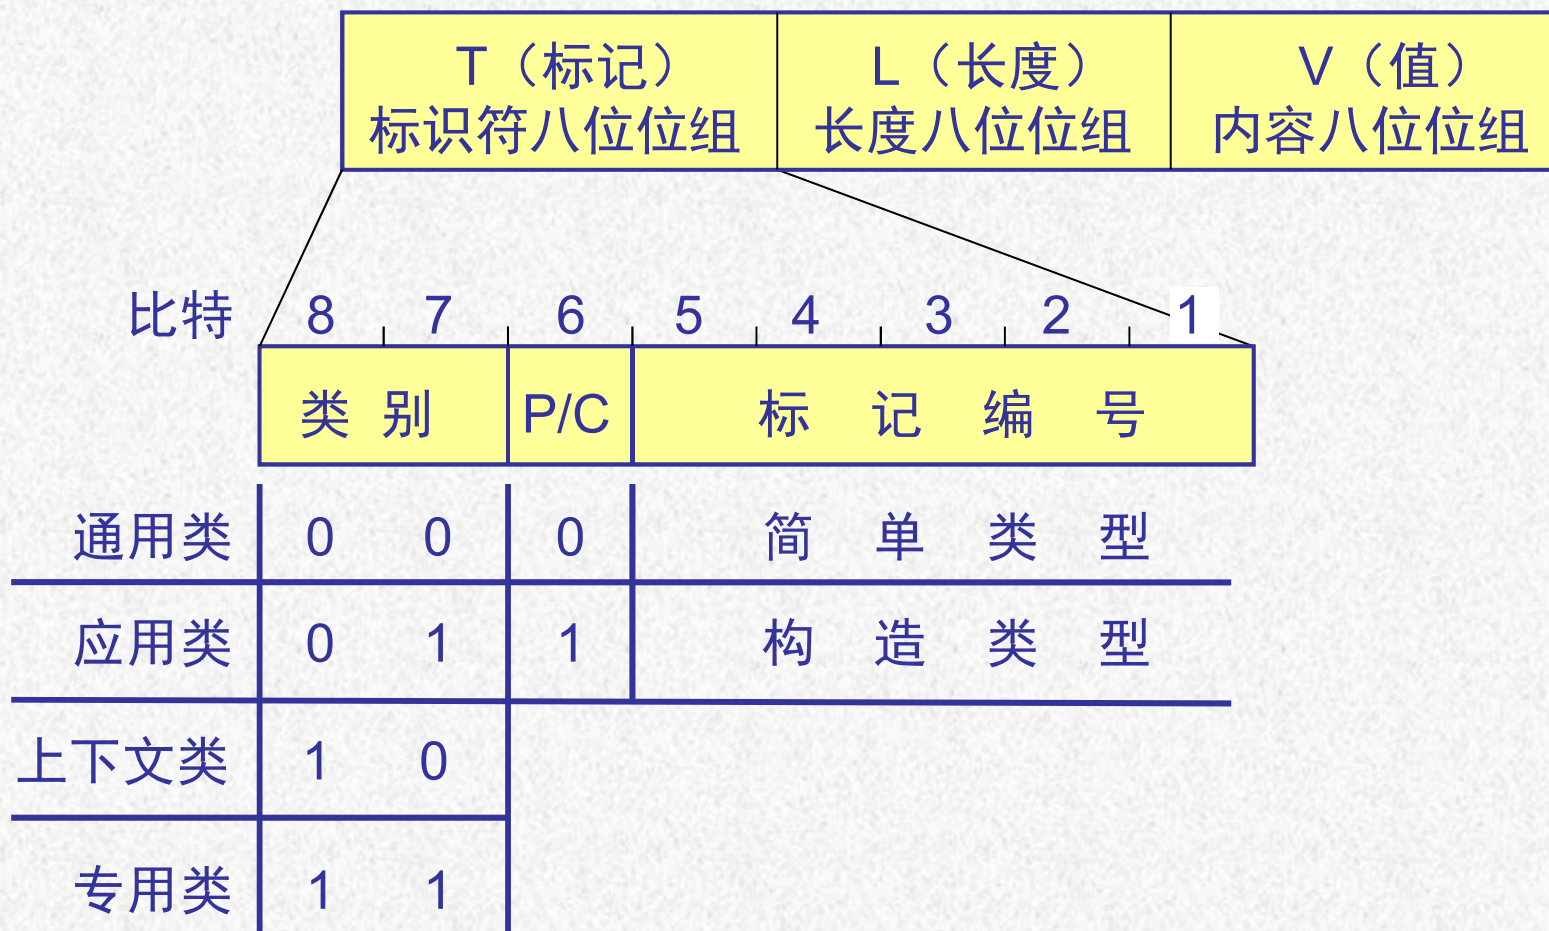 T（标记） L（长度） V（值）
标识符八位位组 长度八位位组 内容八位位组
比特 8 7 6 5 4 3 2 1
类别 P/C 标记编号
通用类 0 0 0 简单类型
应用类 0 1 1 构造类型
上下文类 1 0
专用类 1 1